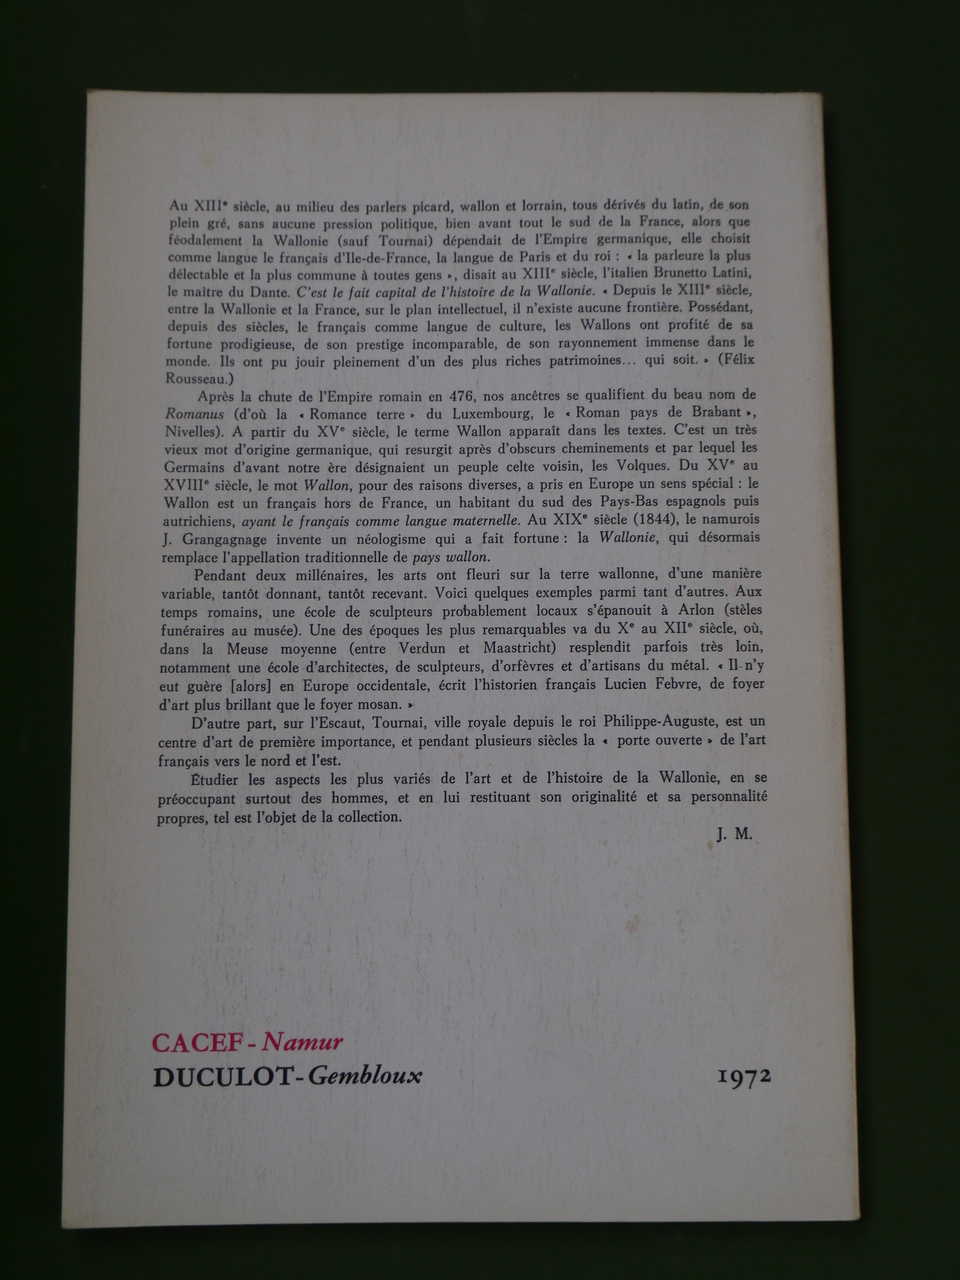 Au XIIIe siècle, au milieu des parlers picard, wallon et lorrain, tous dérivés du latin, de son
plein gré, sans aucune pression politique, bien avant tout le sud de la France, alors que
féodalement la Wallonie (sauf Tournai) dépendait de l'Empire germanique, elle choisit
comme langue le français d'Ile-de-France, la langue de Paris et du roi : « la parleure la plus
délectable et la plus commune à toutes gens », disait au XIIIe siècle, l'italien Brunetto Latini,
le maître du Dante. C'est le fait capital de l'histoire de la Wallonie. « Depuis le XIIIe siècle,
entre la Wallonie et la France, sur le plan intellectuel, il n'existe aucune frontière. Possédant,
depuis des siècles, le français comme langue de culture, les Wallons ont profité de sa
fortune prodigieuse, de son prestige incomparable, de son rayonnement immense dans le
monde. Ils ont pu jouir pleinement d'un des plus riches patrimoines... qui soit. » (Félix
Rousseau.)
Après la chute de l'Empire romain en 476, nos ancêtres se qualifient du beau nom de
Romanus (d'où la « Romance terre » du Luxembourg, le « Roman pays de Brabant »,
Nivelles). A partir du XVe siècle, le terme Wallon apparaît dans les textes. C'est un très
vieux mot d'origine germanique, qui resurgit après d'obscurs cheminements et par lequel les
Germains d'avant notre ère désignaient un peuple celte voisin, les Volques. Du XVe au
XVIIIe siècle, le mot Wallon, pour des raisons diverses, a pris en Europe un sens spécial : le
Wallon est un français hors de France, un habitant du sud des Pays-Bas espagnols puis
autrichiens, ayant le français comme langue maternelle. Au XIXe siècle (1844), le namurois
J. Grangagnage invente un néologisme qui a fait fortune : la Wallonie, qui désormais
remplace l'appellation traditionnelle de pays wallon.
Pendant deux millénaires, les arts ont fleuri sur la terre wallonne, d'une manière
variable, tantôt donnant, tantôt recevant. Voici quelques exemples parmi tant d'autres. Aux
temps romains, une école de sculpteurs probablement locaux s'épanouit à Arlon (stèles
funéraires au musée). Une des époques les plus remarquables va du Xe au XIIe siècle, où,
dans la Meuse moyenne (entre Verdun et Maastricht) resplendit parfois très loin,
notamment une école d'architectes, de sculpteurs, d'orfèvres et d'artisans du métal. « Il n'y
eut guère [alors] en Europe occidentale, écrit l'historien français Lucien Febvre, de foyer
d'art plus brillant que le foyer mosan. »
D'autre part, sur l'Escaut, Tournai, ville royale depuis le roi Philippe-Auguste, est un
centre d'art de première importance, et pendant plusieurs siècles la « porte ouverte » de l'art
français vers le nord et l'est.
Étudier les aspects les plus variés de l'art et de l'histoire de la Wallonie, en se
préoccupant surtout des hommes, et en lui restituant son originalité et sa personnalité
propres, tel est l'objet de la collection.
J. M.
CACEF - Namur
DUCULOT - Gembloux 1972